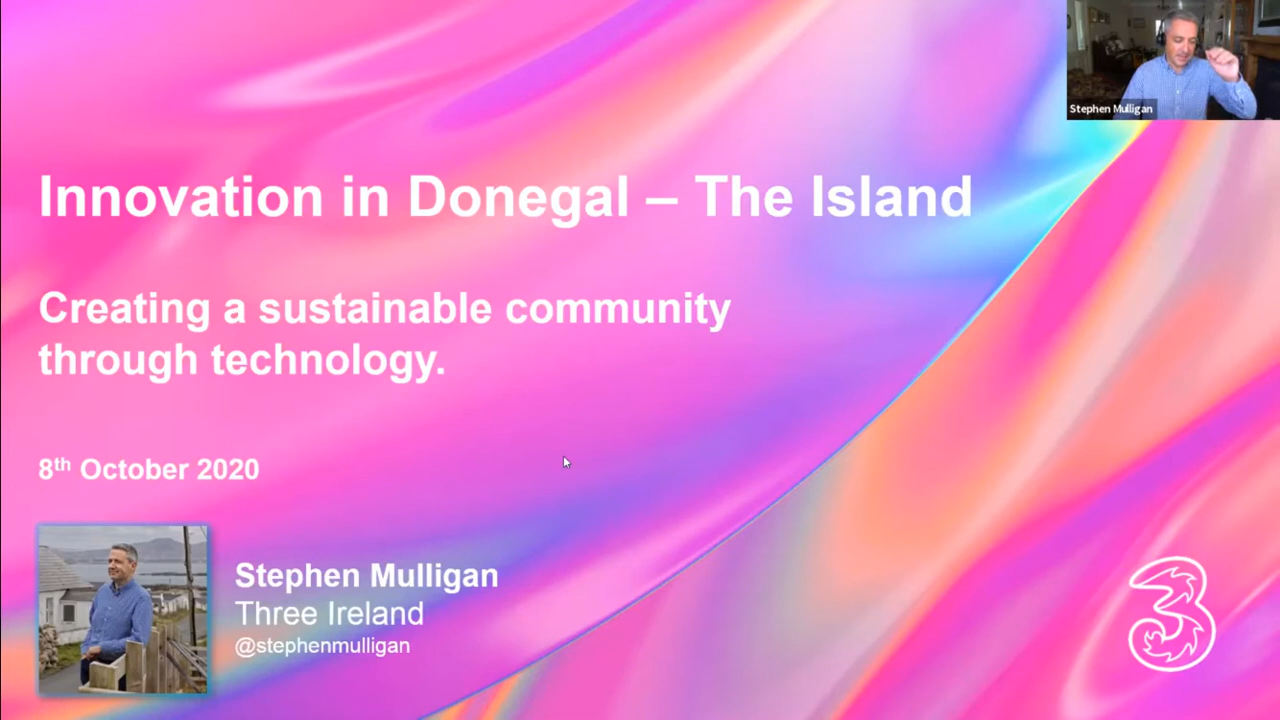 Stephen Mulligan
Innovation in Donegal – The Island
Creating a sustainable community
through technology.
8th October 2020
Stephen Mulligan
Three Ireland
@stephenmulligan
3